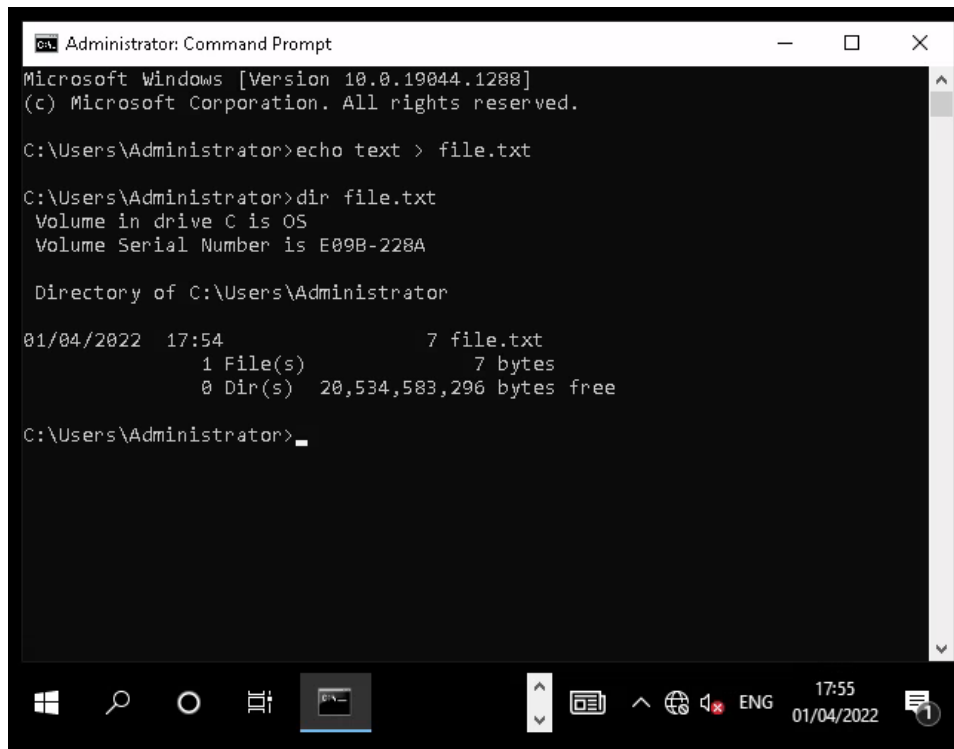 Administrator: Command Prompt
Microsoft Windows [Version 10.0.19044.1288]
(c) Microsoft Corporation. All rights reserved.
C:\Users\Administrator>echo text > file.txt
C:\Users\Administrator>dir file.txt
Volume in drive C is OS
Volume Serial Number is E09B-228A
Directory of C:\Users\Administrator
01/04/2022  17:54                 7 file.txt
1 File(s)              7 bytes
0 Dir(s)  20,534,583,296 bytes free
C:\Users\Administrator>
ENG
17:55
01/04/2022
1